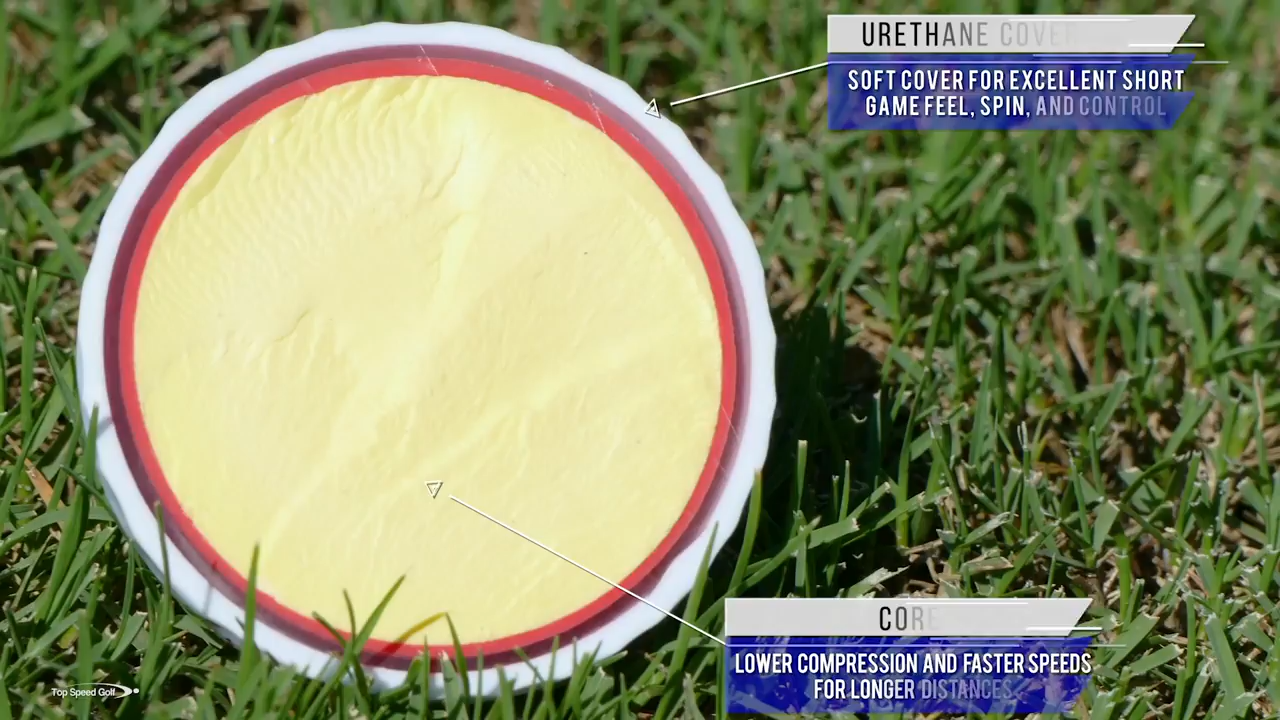 URETHANE COVER
SOFT COVER FOR EXCELLENT SHORT
GAME FEEL, SPIN, AND CONTROL
CORE
LOWER COMPRESSION AND FASTER SPEEDS
FOR LONGER DISTANCES
Top Speed Golf